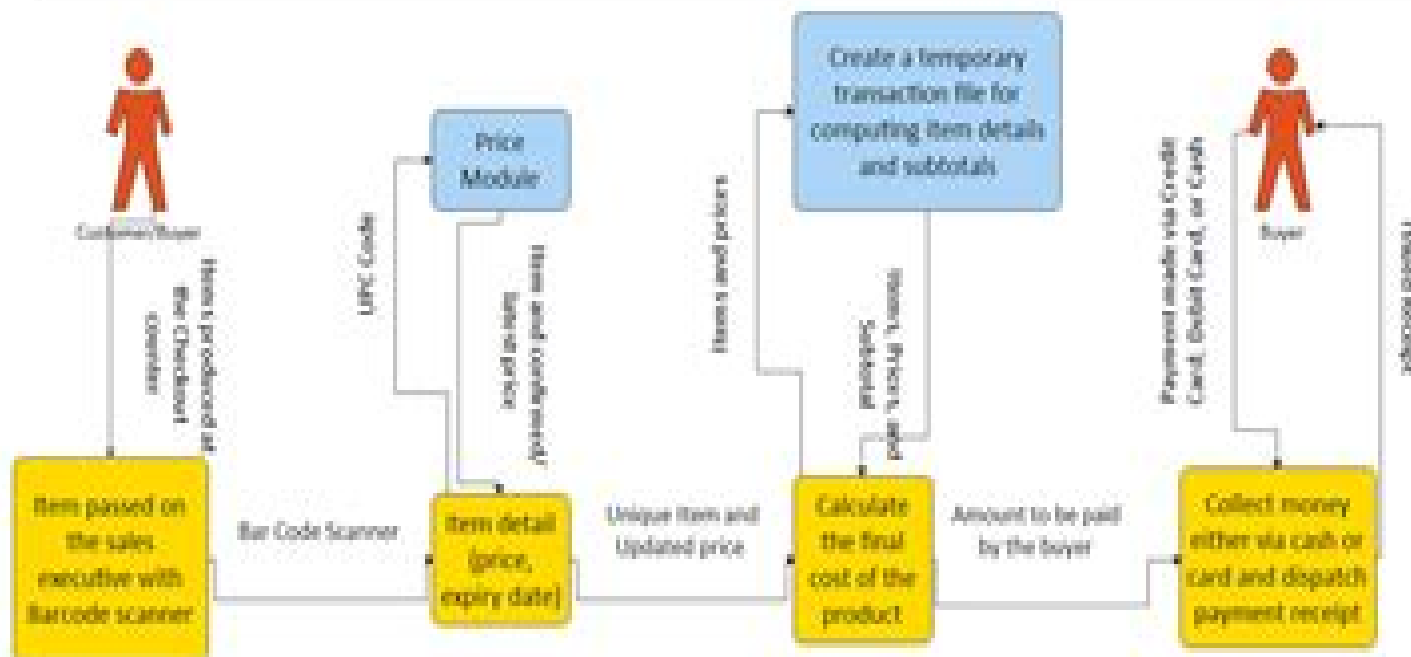 Customer/Buyer
Items produced at
the Checkout
counter
Item passed on
the sales
executive with
Barcode scanner
Bar Code Scanner
UPC Code
Price
Module
Item and confirmed/
latest price
Item detail
(price,
expiry date)
Unique Item and
Updated price
Items and prices
Create a temporary
transaction file for
computing item details
and subtotals
Items, Prices, and
Subtotal
Calculate
the final
cost of the
product
Amount to be paid
by the buyer
Payment made via Credit
Card, Debit Card, or Cash
Buyer
Collect money
either via cash or
card and dispatch
payment receipt